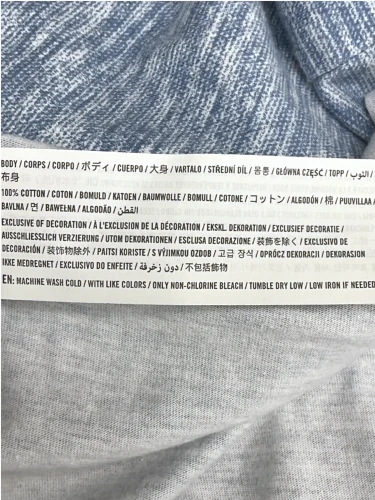 BODY / CORPS / CORPO / ボディ / CUERPO / 大身 / VARTALO / STŘEDNÍ DÍL / 몸통 / GŁÓWNA CZĘŚĆ / TOPP / الثوب /
布身
100% COTTON / COTON / BOMULD / KATOEN / BAUMWOLLE / BOMULL / COTONE / コットン / ALGODÓN / 棉 / PUUVILLAA /
BAVLNA / 면 / BAWEŁNA / ALGODÃO / القطن
EXCLUSIVE OF DECORATION / À L'EXCLUSION DE LA DÉCORATION / EKSKL. DEKORATION / EXCLUSIEF DECORATIE /
AUSSCHLIESSLICH VERZIERUNG / UTOM DEKORATIONEN / ESCLUSA DECORAZIONE / 装飾を除く / EXCLUSIVO DE
DECORACIÓN / 装饰物除外 / PAITSI KORISTE / S VÝJIMKOU OZDOB / 고급 장식 / OPRÓCZ DEKORACJI / DEKORASJON
IKKE MEDREGNET / EXCLUSIVO DO ENFEITE / دون زخرفة / 不包括飾物
EN: MACHINE WASH COLD / WITH LIKE COLORS / ONLY NON-CHLORINE BLEACH / TUMBLE DRY LOW / LOW IRON IF NEEDED